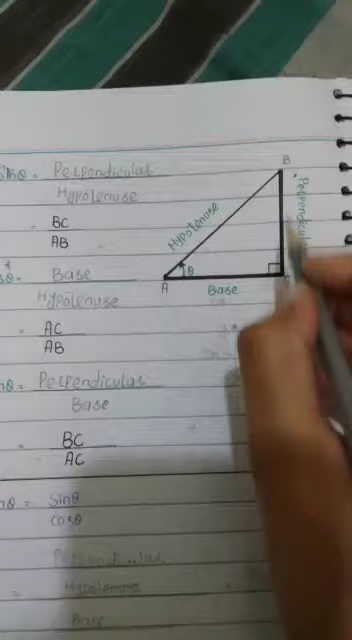 Sinθ = Perpendicular
Hypotenuse
= BC
AB
Base
Hypotenuse
= AC
AB
Perpendicular
Base
= BC
AC
= Sinθ
Cosθ
Perpendicular
= Hypotenuse
Base
B
Hypotenuse
Perpendicular
θ
A
Base